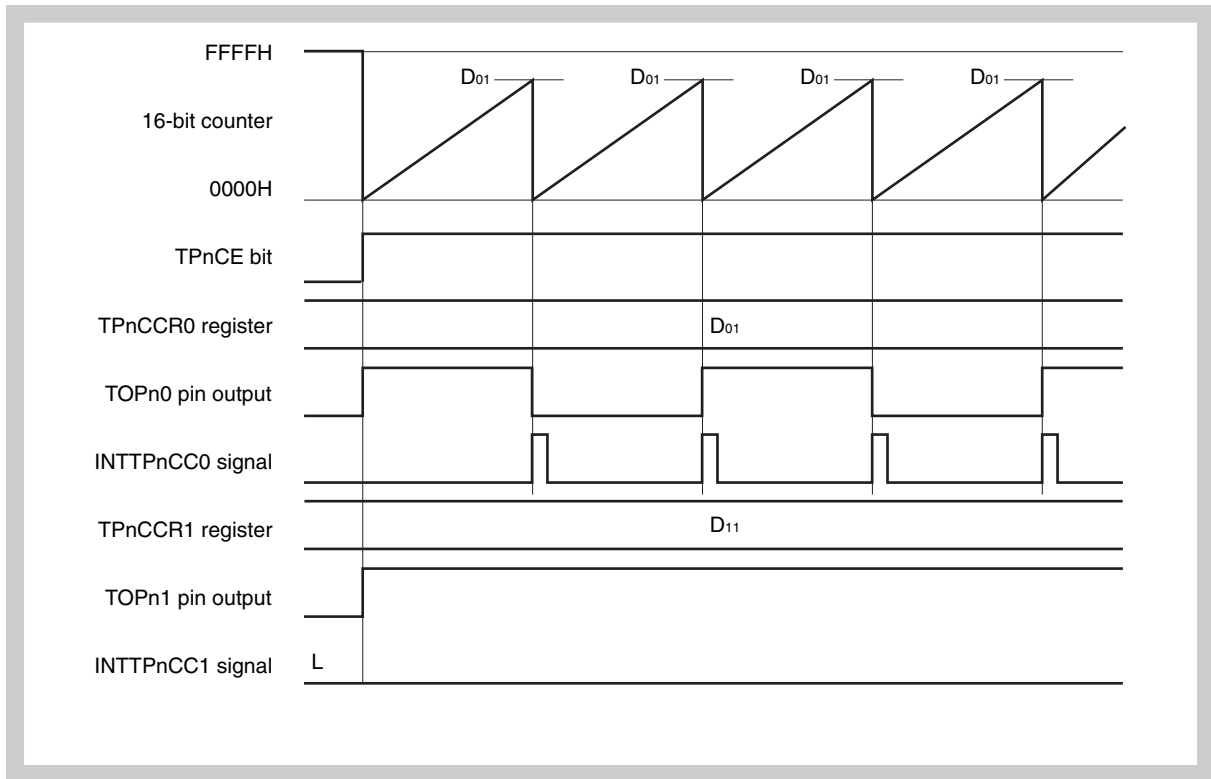 FFFFH
D01 D01 D01 D01
16-bit counter
0000H
TPnCE bit
TPnCCR0 register D01
TOPn0 pin output
INTTPnCC0 signal
TPnCCR1 register D11
TOPn1 pin output
INTTPnCC1 signal L